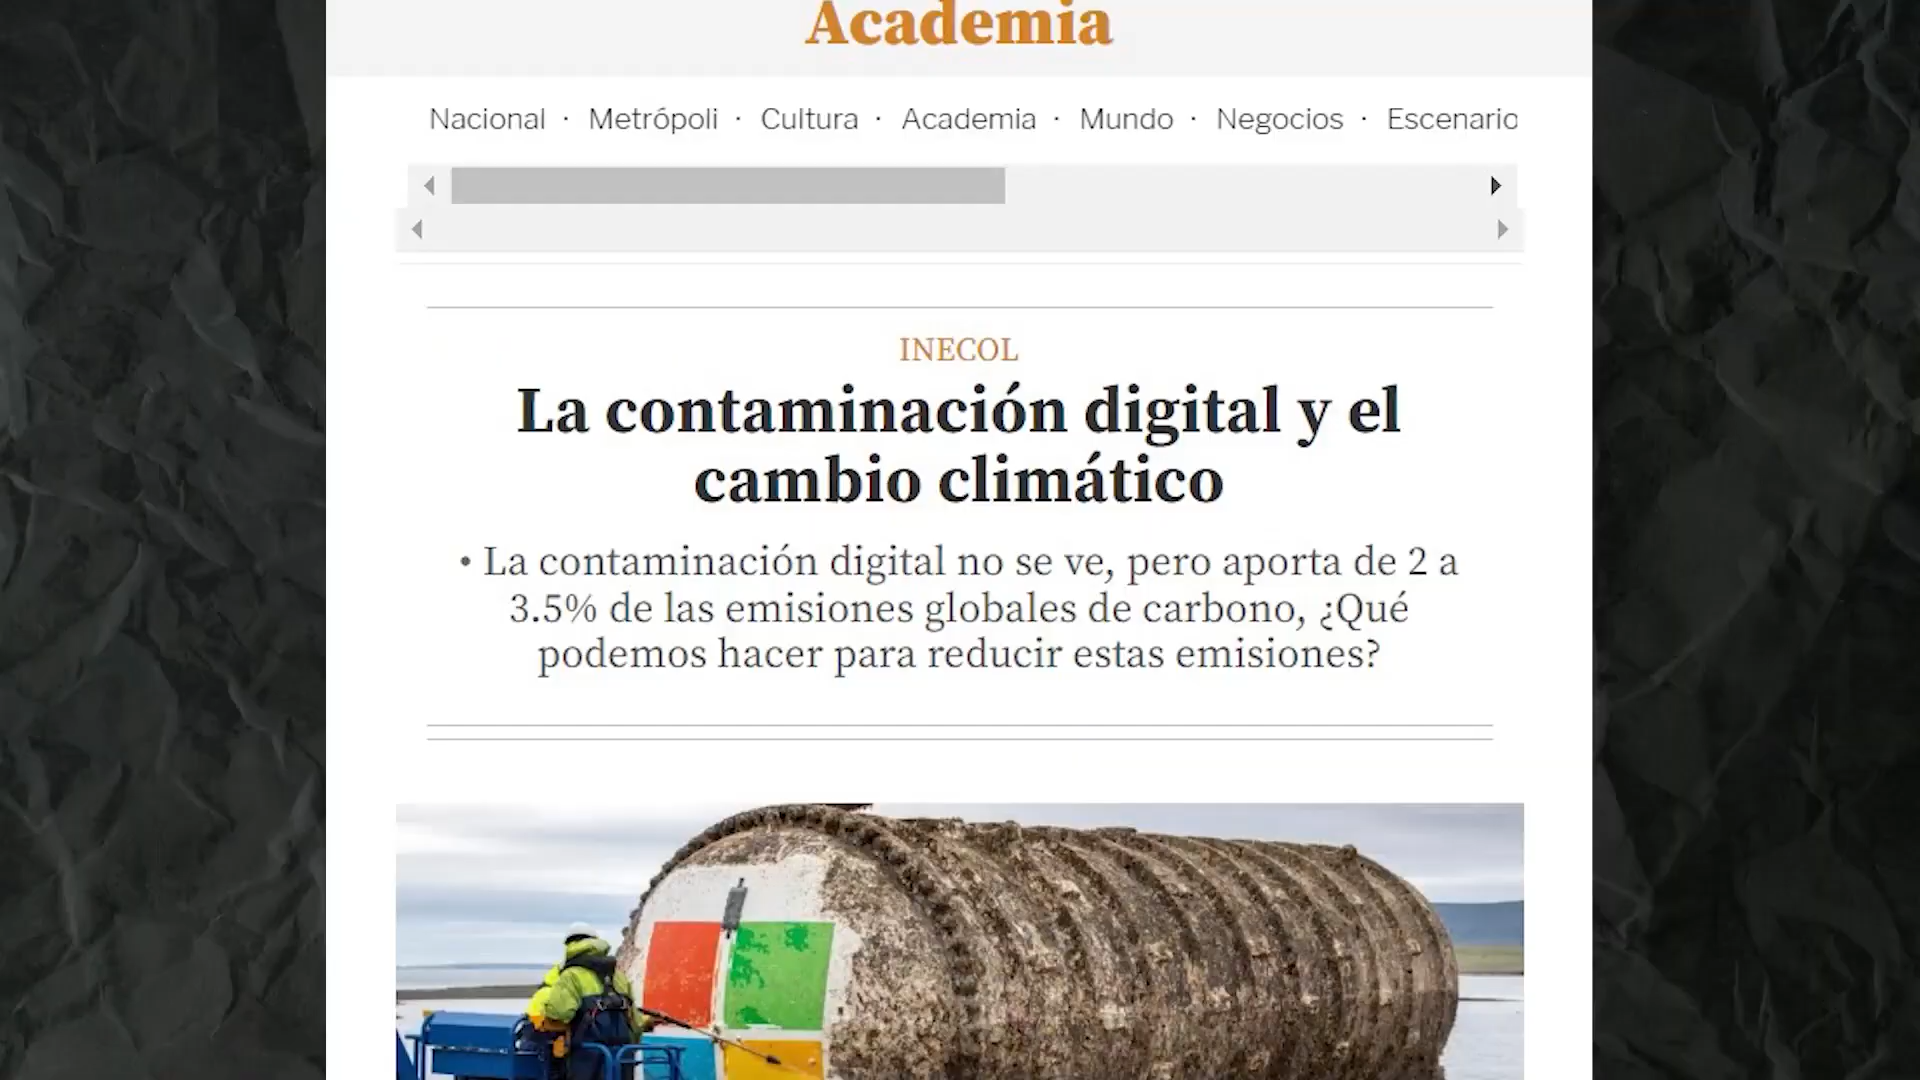 Academia
Nacional · Metrópoli · Cultura · Academia · Mundo · Negocios · Escenario
INECOL
La contaminación digital y el
cambio climático
• La contaminación digital no se ve, pero aporta de 2 a
3.5% de las emisiones globales de carbono, ¿Qué
podemos hacer para reducir estas emisiones?